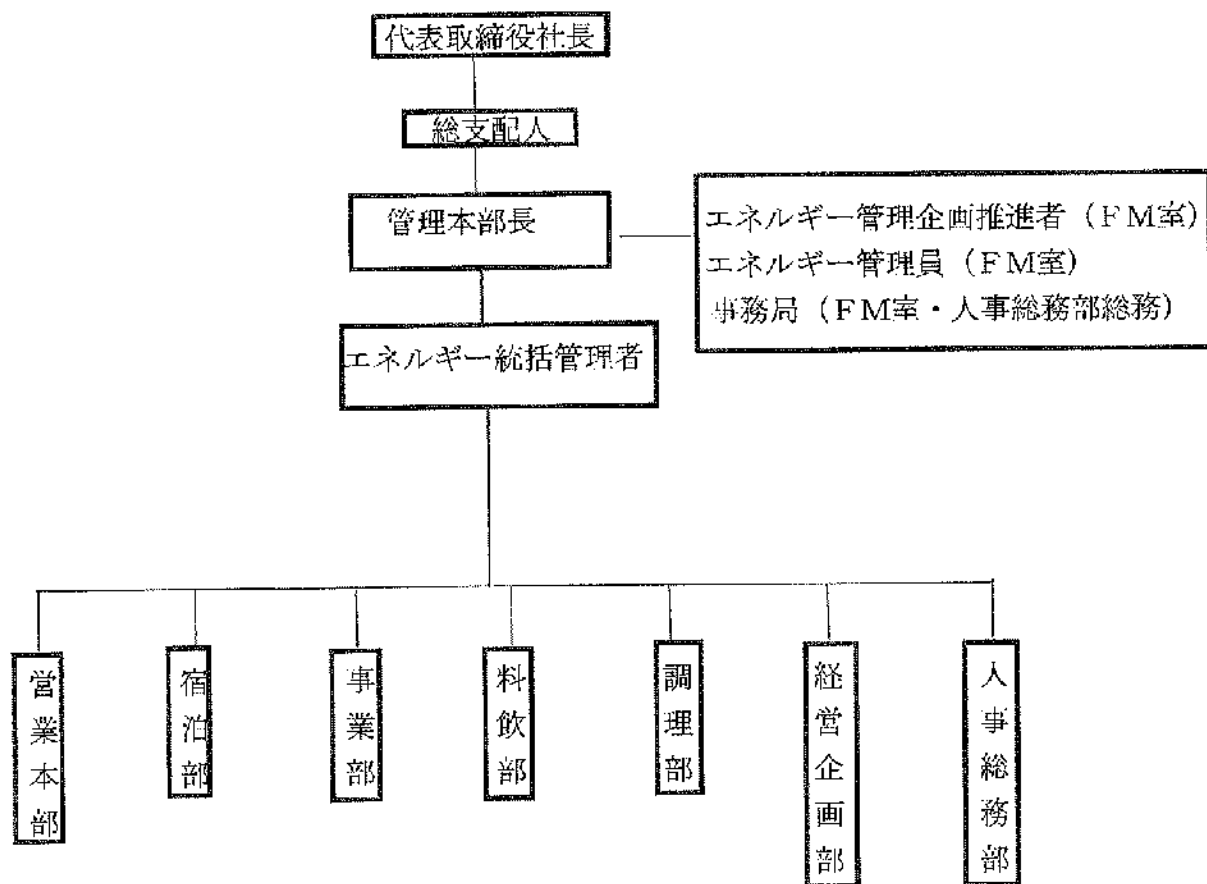 代表取締役社長
総支配人
管理本部長
エネルギー管理企画推進者（ＦＭ室）
エネルギー管理員（ＦＭ室）
事務局（ＦＭ室・人事総務部総務）
エネルギー統括管理者
営業本部
宿泊部
事業部
料飲部
調理部
経営企画部
人事総務部